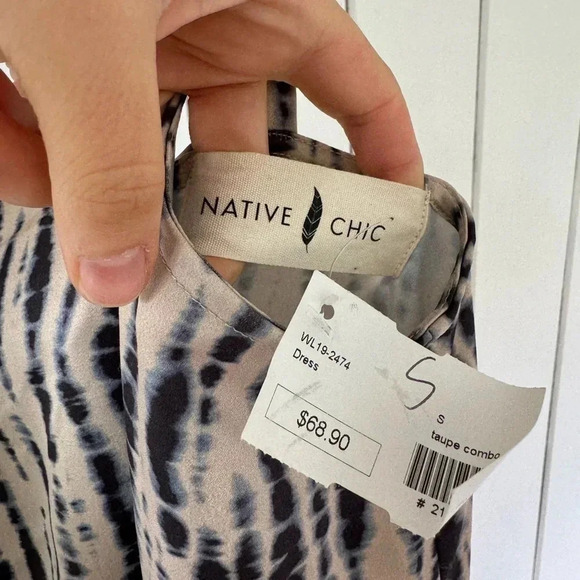 NATIVE CHIC
WL19-2474
Dress
$68.90
S
S
taupe combo
# 21